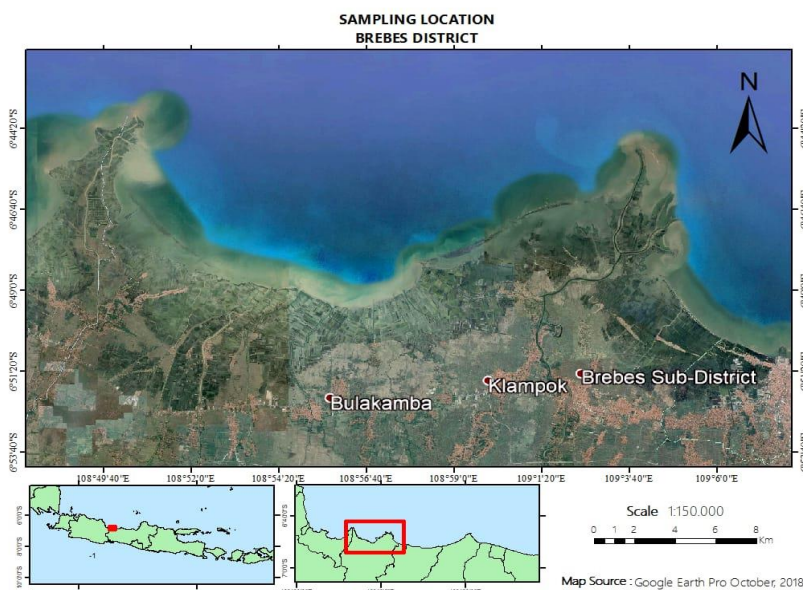 SAMPLING LOCATION
BREBES DISTRICT
N
6°44'20"S
6°46'40"S
6°51'20"S
6°53'40"S
Bulakamba
Klampok
Brebes Sub-District
108°49'40"E 108°52'0"E 108°54'20"E 108°56'40"E 108°59'0"E 109°1'20"E 109°3'40"E 109°6'0"E
Scale 1:150.000
0 1 2 4 6 8
Km
Map Source : Google Earth Pro October, 2018